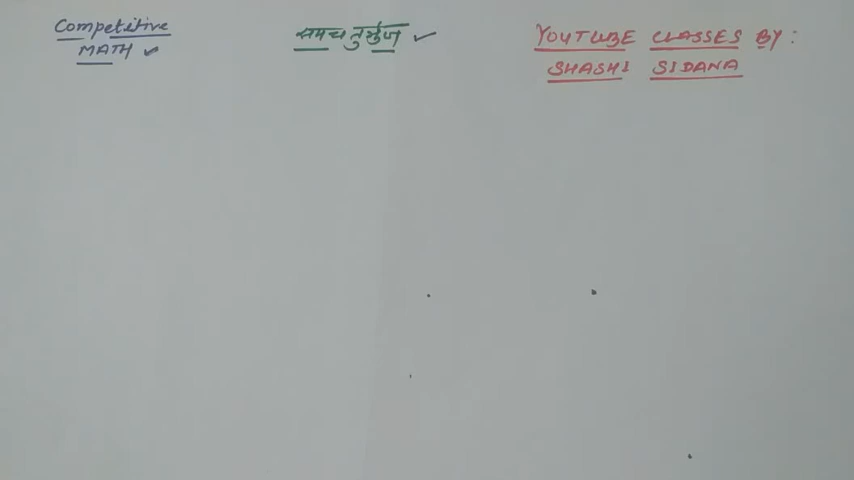 Competitive
MATH
समचतुर्भुज
YOUTUBE CLASSES BY:
SHASHI SIDANA